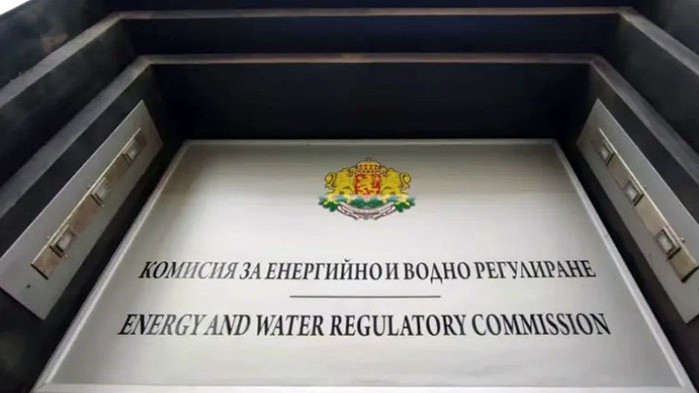 КОМИСИЯ ЗА ЕНЕРГИЙНО И ВОДНО РЕГУЛИРАНЕ
ENERGY AND WATER REGULATORY COMMISSION